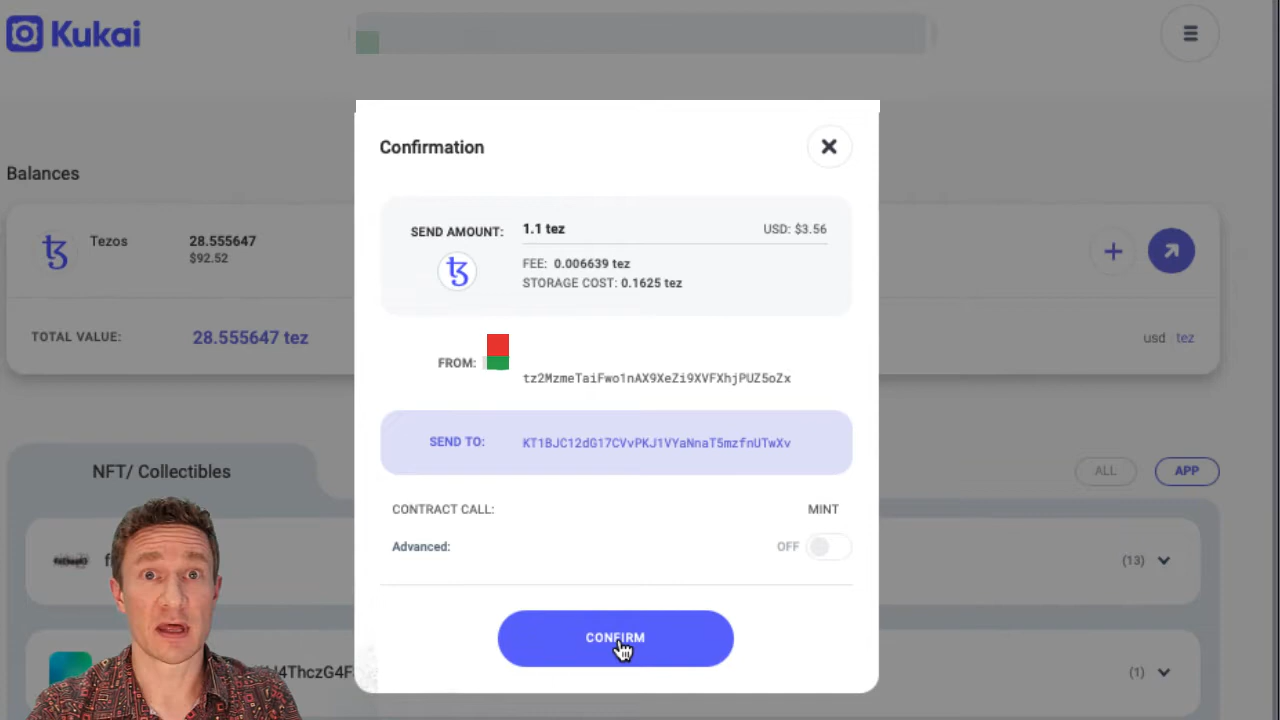 Kukai
Confirmation
Balances
SEND AMOUNT:
1.1 tez
USD: $3.56
Tezos
28.555647
$92.52
FEE: 0.006639 tez
STORAGE COST: 0.1625 tez
TOTAL VALUE:
28.555647 tez
usd tez
FROM:
tz2MzmeTaiFwo1nAX9XeZi9XVFXhjPUZ5oZx
SEND TO:
KT1BJC12dG17CVvPKJ1VYaNnaT5mzfnUTwXv
NFT/ Collectibles
ALL
APP
CONTRACT CALL:
MINT
Advanced:
OFF
(13)
CONFIRM
(1)